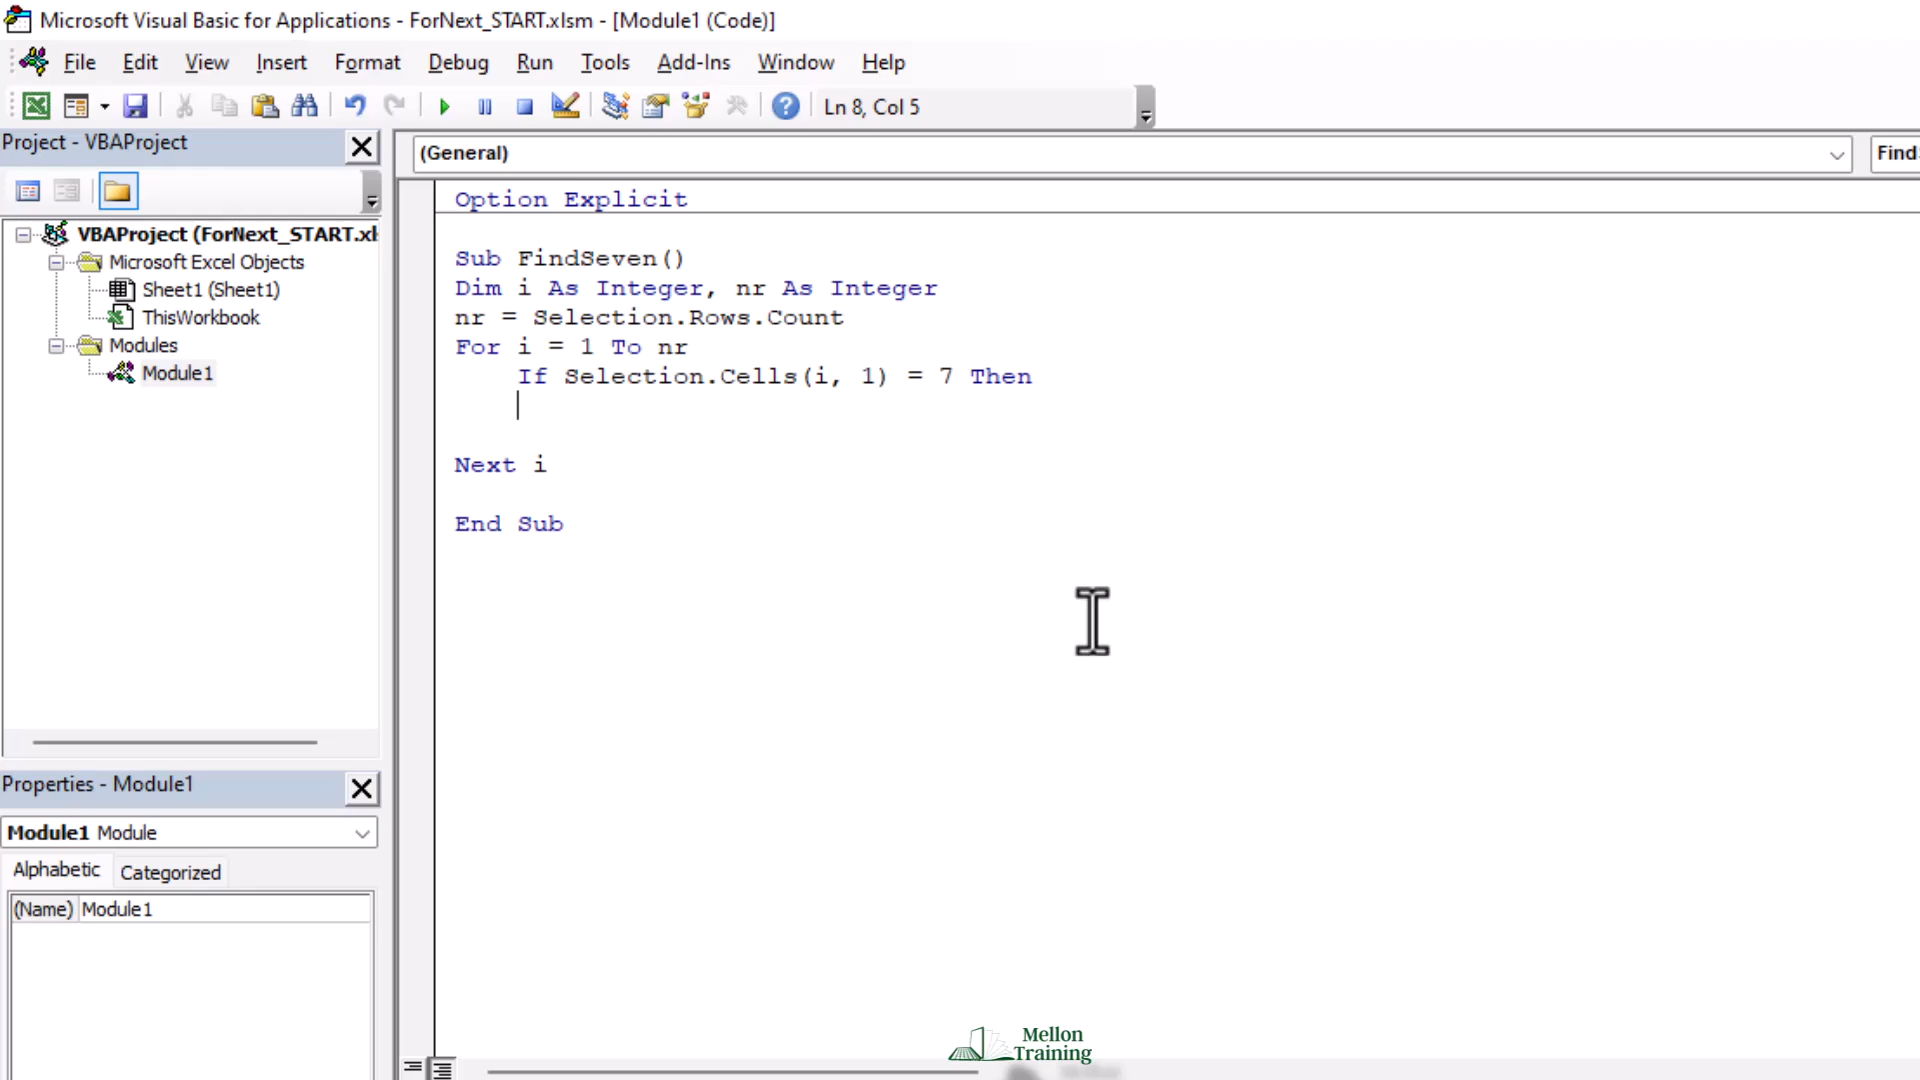 Microsoft Visual Basic for Applications - ForNext_START.xlsm - [Module1 (Code)]
File Edit View Insert Format Debug Run Tools Add-Ins Window Help
Ln 8, Col 5
Project - VBAProject
(General)
Find
VBAProject (ForNext_START.xl
Microsoft Excel Objects
Sheet1 (Sheet1)
ThisWorkbook
Modules
Module1
Option Explicit
Sub FindSeven()
Dim i As Integer, nr As Integer
nr = Selection.Rows.Count
For i = 1 To nr
If Selection.Cells(i, 1) = 7 Then
Next i
End Sub
Properties - Module1
Module1 Module
Alphabetic Categorized
(Name) Module1
Mellon
Training